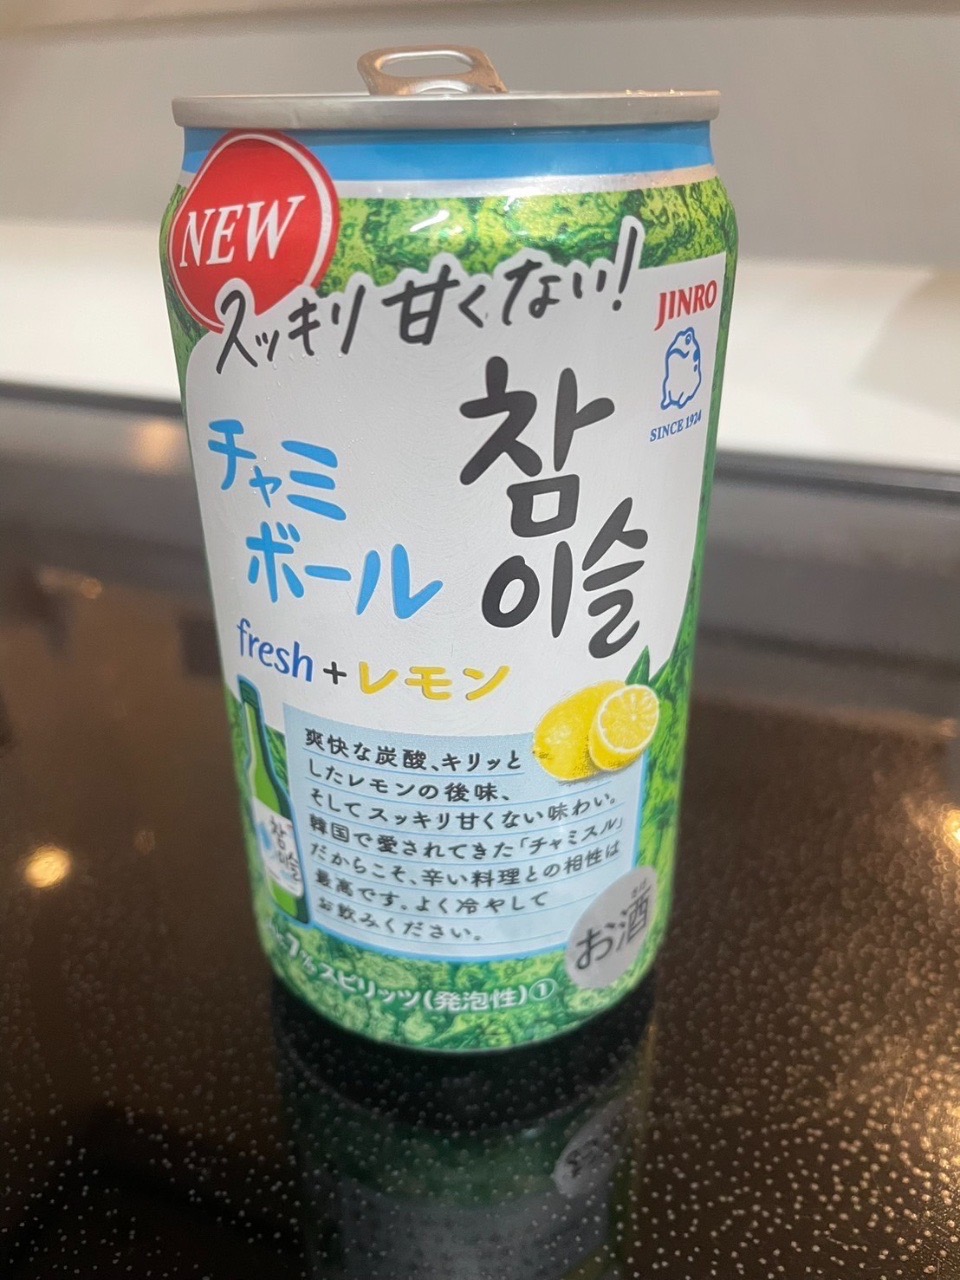 NEW
スッキリ甘くない!
JINRO
SINCE 1924
참
이슬
チャミ
ボール
fresh+レモン
爽快な炭酸、キリッと
したレモンの後味、
そしてスッキリ甘くない味わい。
韓国で愛されてきた「チャミスル」
だからこそ、辛い料理との相性は
最高です。よく冷やして
お飲みください。
참
이슬
お酒
7%スピリッツ(発泡性)①